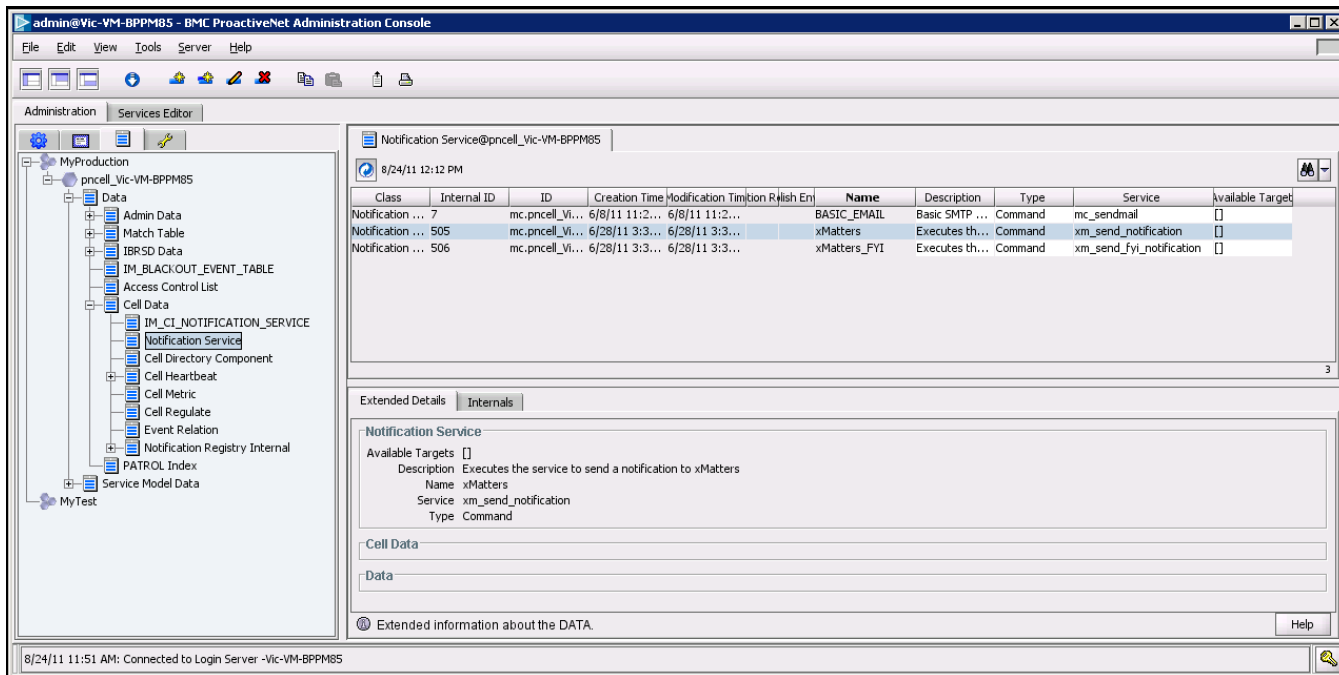 admin@Vic-VM-BPPM85 - BMC ProactiveNet Administration Console
File Edit View Tools Server Help
Administration Services Editor
MyProduction
pncell_Vic-VM-BPPM85
Data
Admin Data
Match Table
IBRSD Data
IM_BLACKOUT_EVENT_TABLE
Access Control List
Cell Data
IM_CI_NOTIFICATION_SERVICE
Notification Service
Cell Directory Component
Cell Heartbeat
Cell Metric
Cell Regulate
Event Relation
Notification Registry Internal
PATROL Index
Service Model Data
MyTest
Notification Service@pncell_Vic-VM-BPPM85
8/24/11 12:12 PM
Class Internal ID ID Creation Time Modification Tim tion R lish En Name Description Type Service Available Target
Notification ... 7 mc.pncell_Vi... 6/8/11 11:2... 6/8/11 11:2... BASIC_EMAIL Basic SMTP ... Command mc_sendmail []
Notification ... 505 mc.pncell_Vi... 6/28/11 3:3... 6/28/11 3:3... xMatters Executes th... Command xm_send_notification []
Notification ... 506 mc.pncell_Vi... 6/28/11 3:3... 6/28/11 3:3... xMatters_FYI Executes th... Command xm_send_fyi_notification []
3
Extended Details Internals
Notification Service
Available Targets []
Description Executes the service to send a notification to xMatters
Name xMatters
Service xm_send_notification
Type Command
Cell Data
Data
Extended information about the DATA.
Help
8/24/11 11:51 AM: Connected to Login Server -Vic-VM-BPPM85